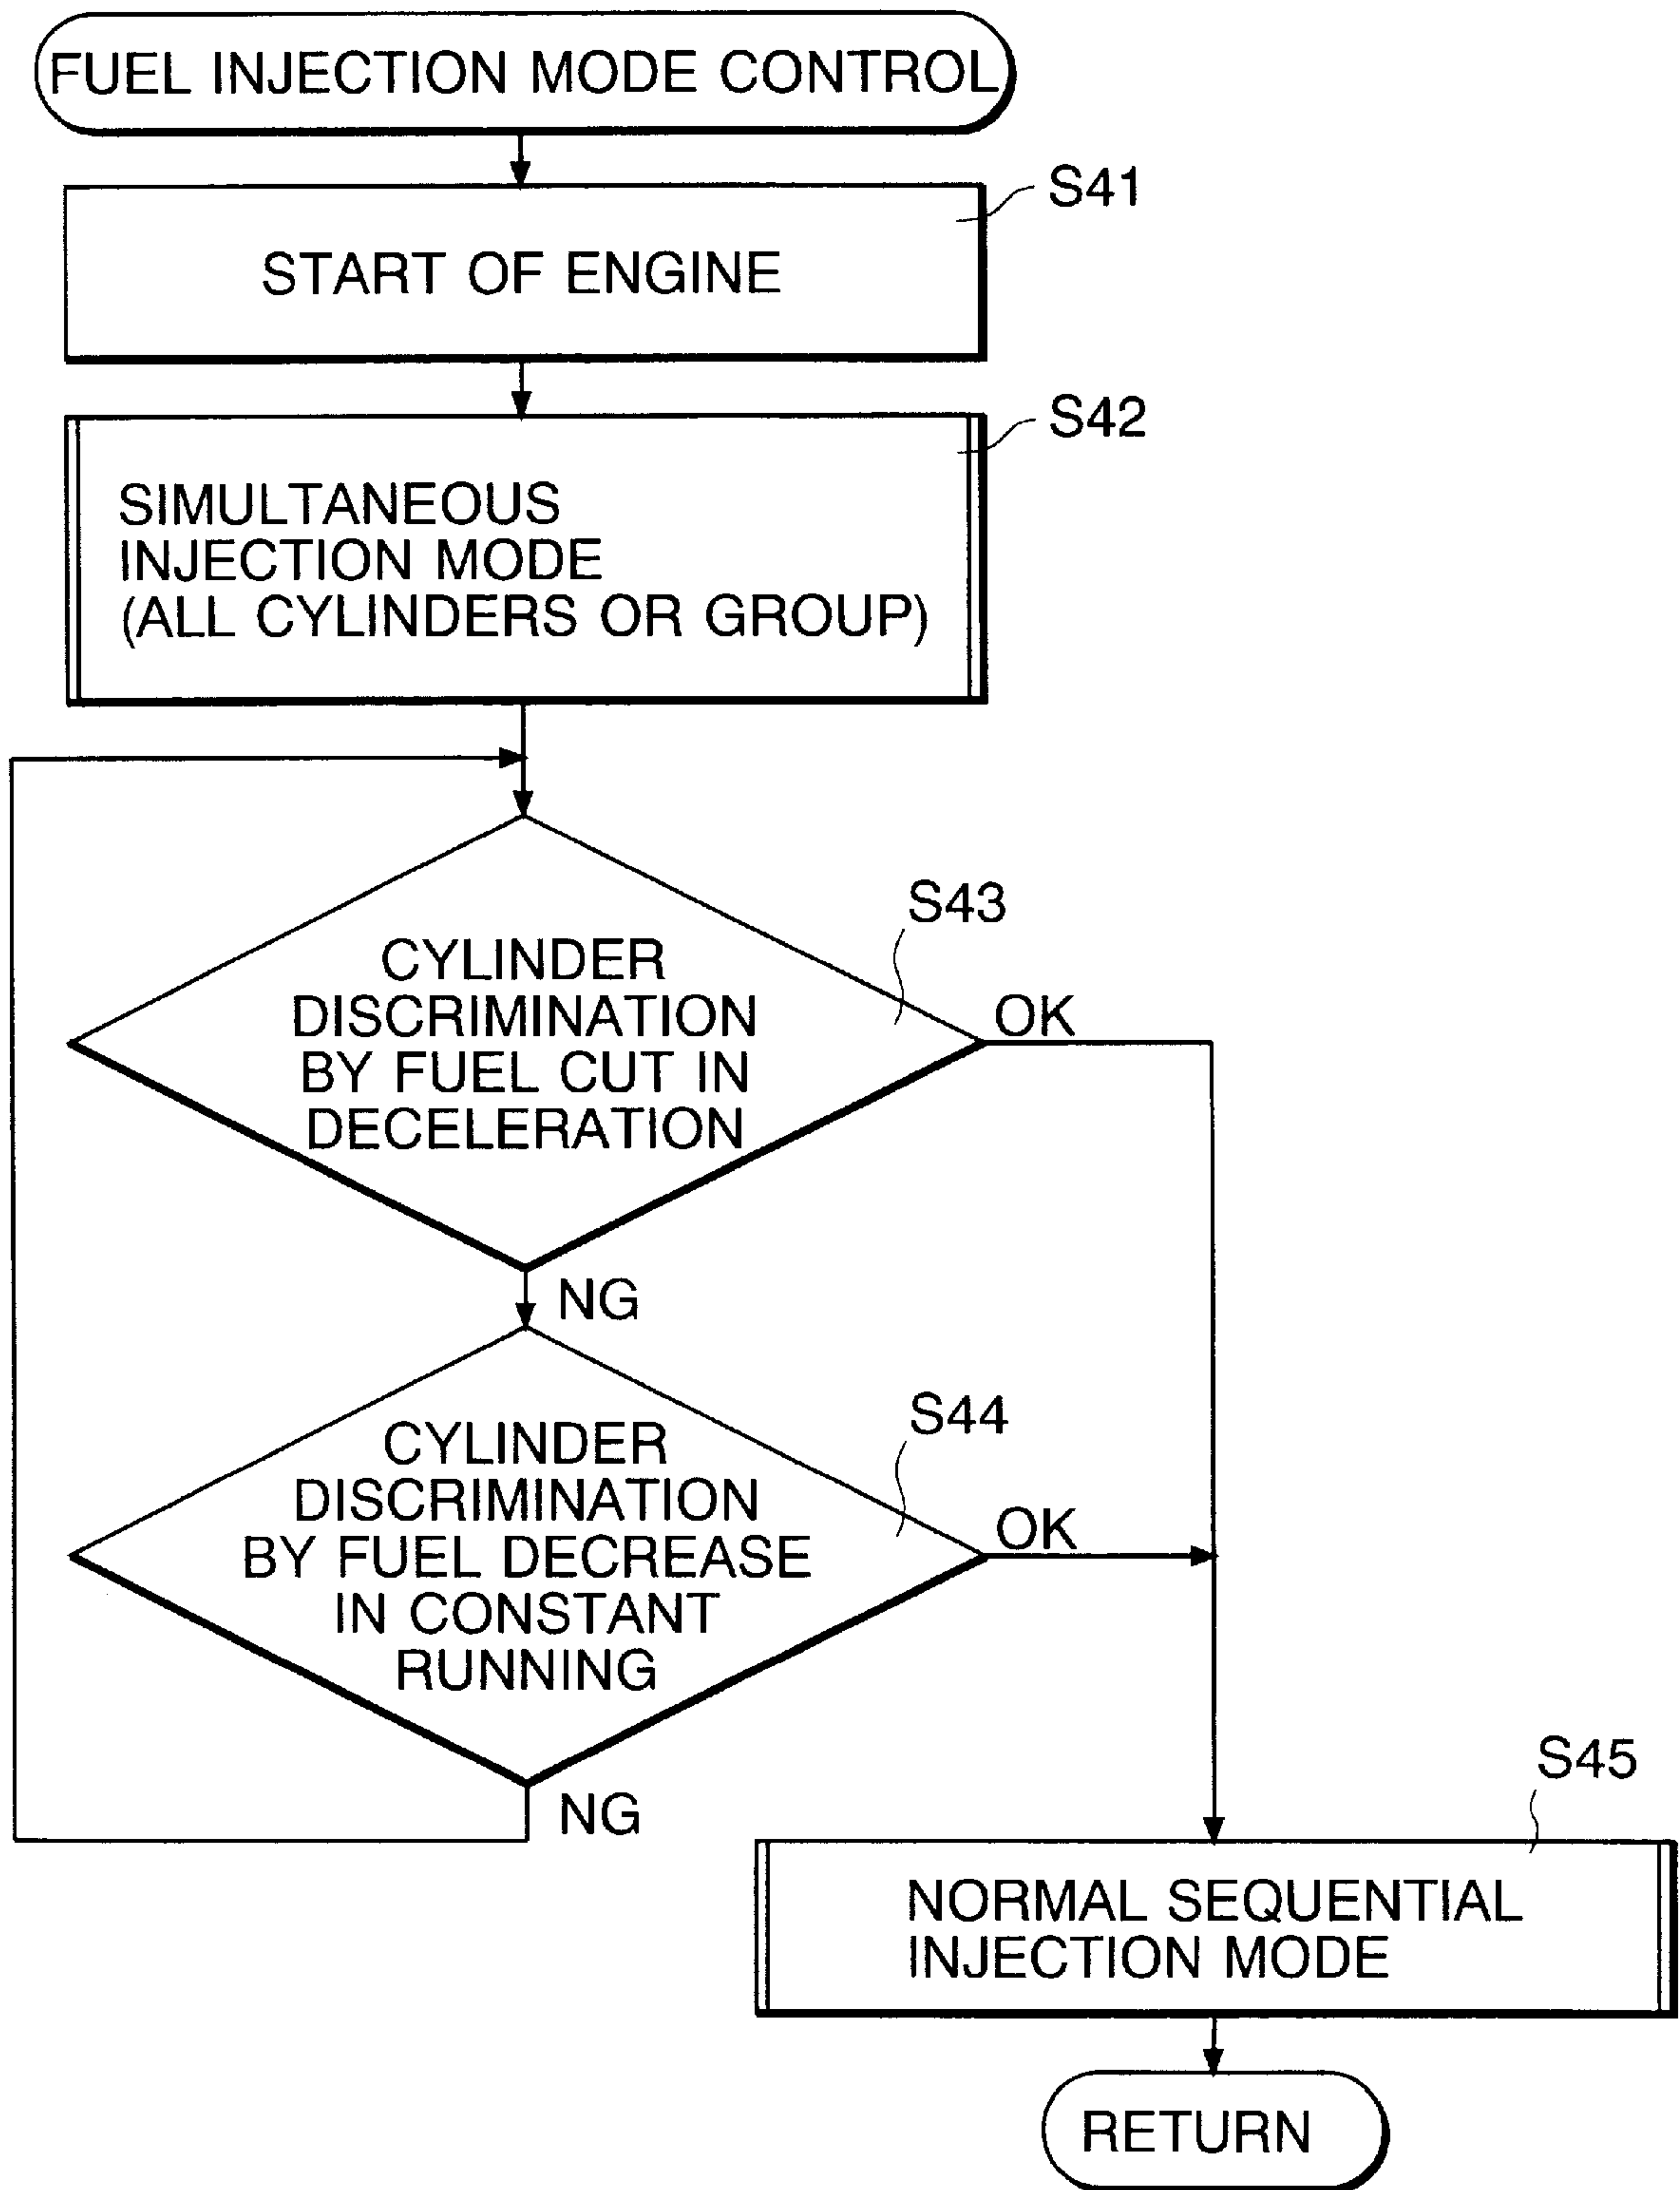 FUEL INJECTION MODE CONTROL
S41
START OF ENGINE
S42
SIMULTANEOUS
INJECTION MODE
(ALL CYLINDERS OR GROUP)
S43
CYLINDER
DISCRIMINATION
BY FUEL CUT IN
DECELERATION
OK
NG
S44
CYLINDER
DISCRIMINATION
BY FUEL DECREASE
IN CONSTANT
RUNNING
OK
NG
S45
NORMAL SEQUENTIAL
INJECTION MODE
RETURN